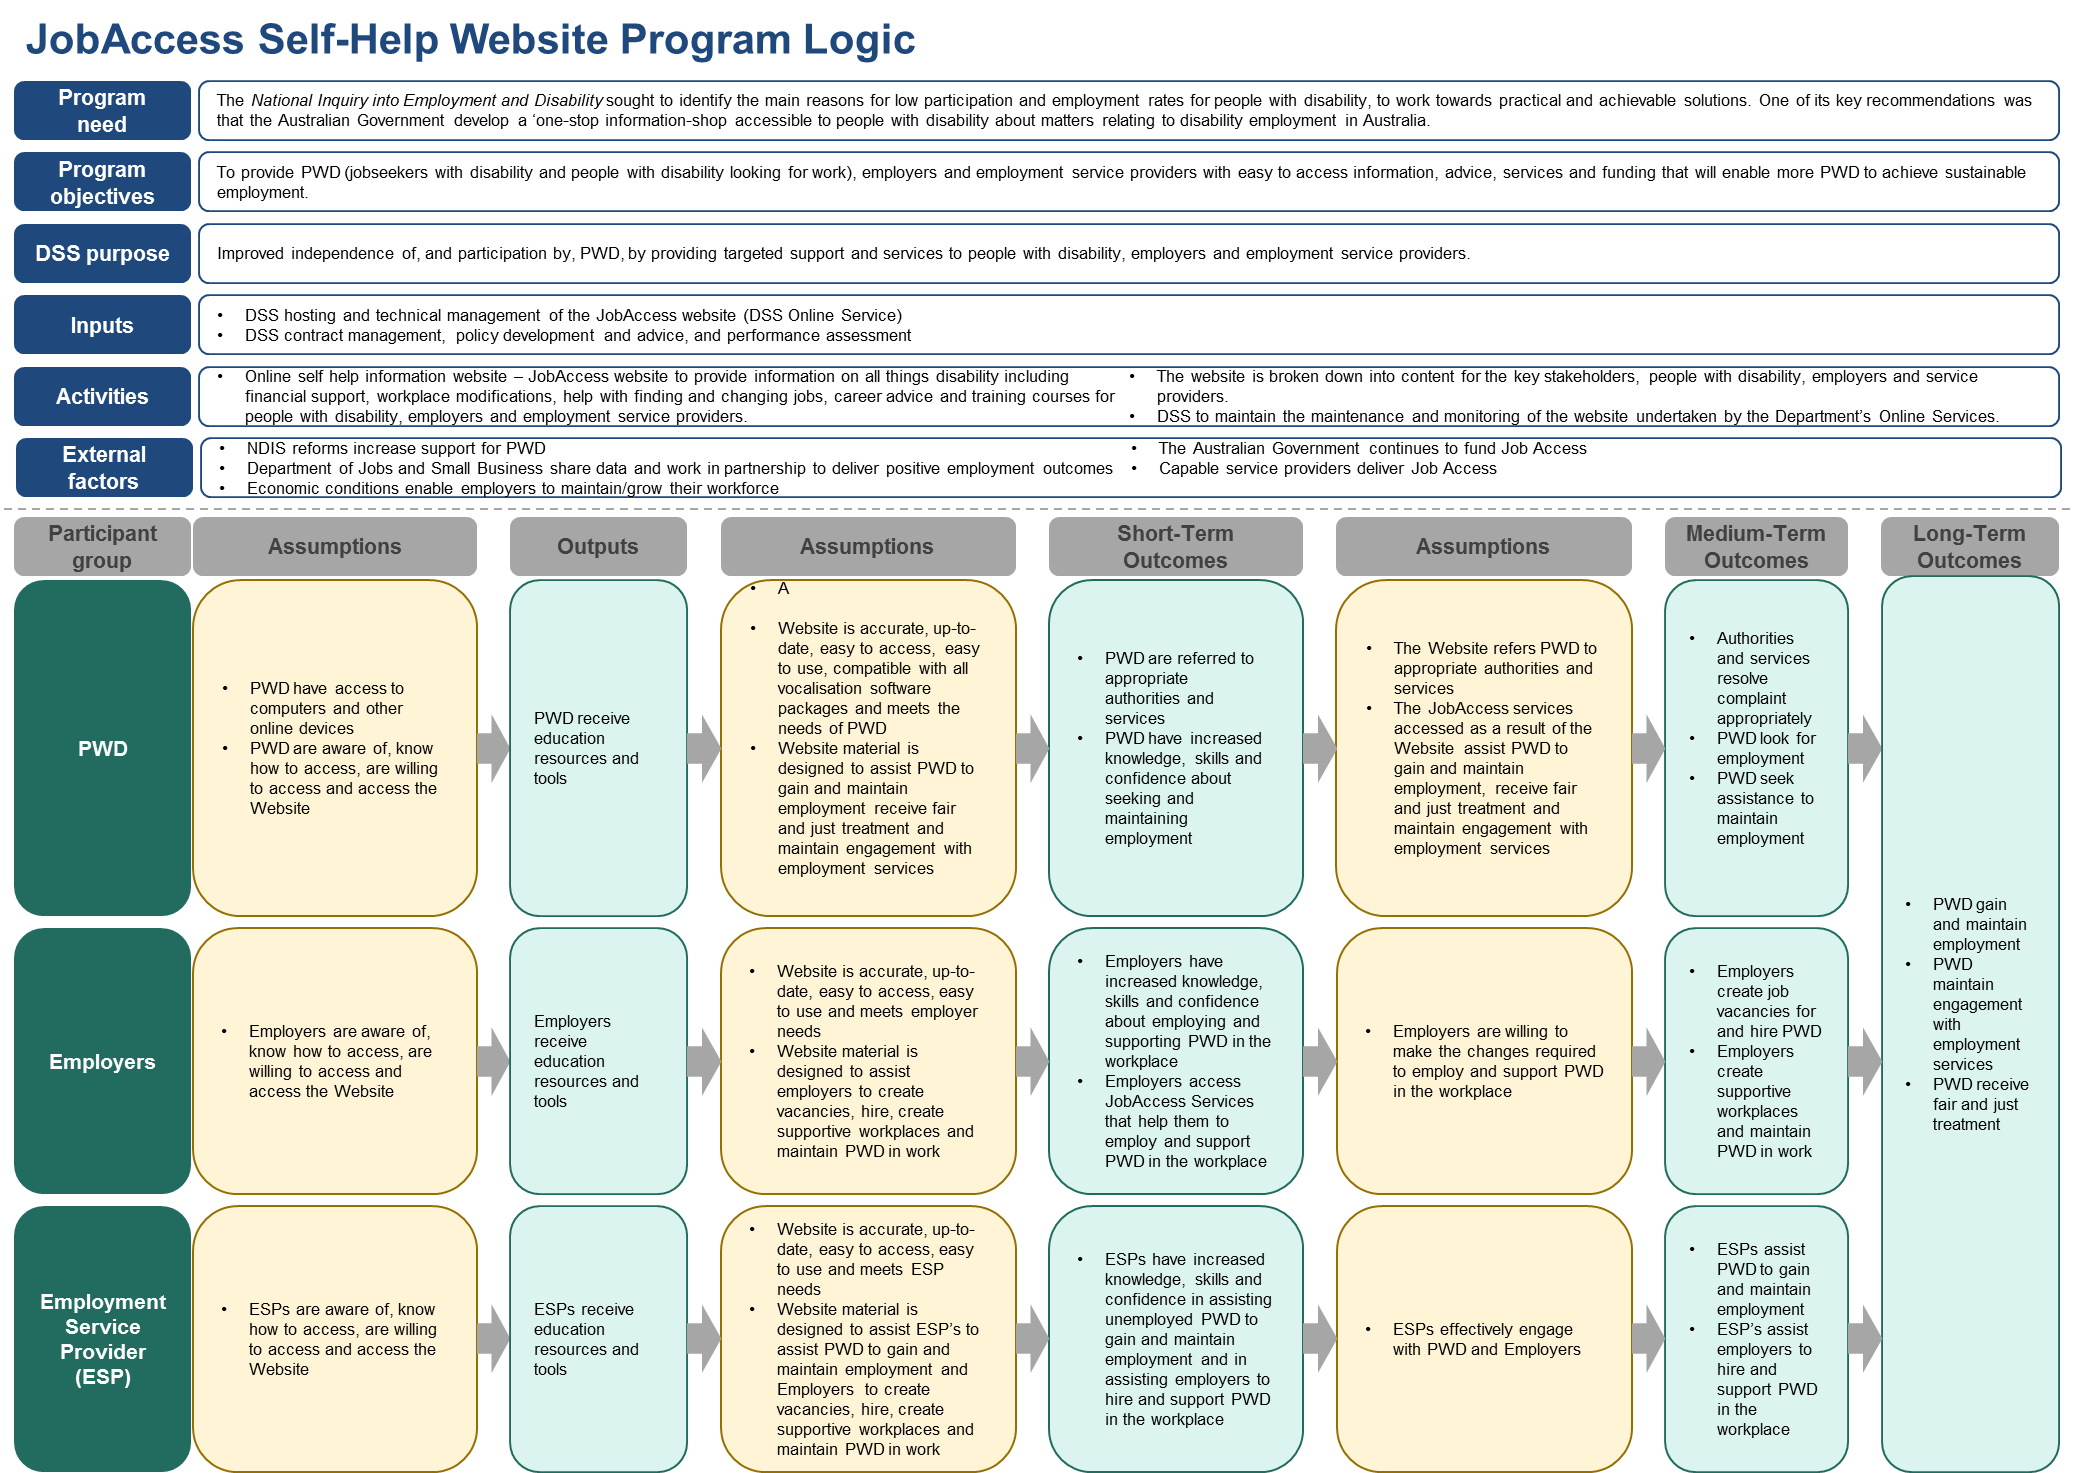 JobAccess Self-Help Website Program Logic
Program
need
The National Inquiry into Employment and Disability sought to identify the main reasons for low participation and employment rates for people with disability, to work towards practical and achievable solutions. One of its key recommendations was
that the Australian Government develop a ‘one-stop information-shop accessible to people with disability about matters relating to disability employment in Australia.
Program
objectives
To provide PWD (jobseekers with disability and people with disability looking for work), employers and employment service providers with easy to access information, advice, services and funding that will enable more PWD to achieve sustainable
employment.
DSS purpose
Improved independence of, and participation by, PWD, by providing targeted support and services to people with disability, employers and employment service providers.
Inputs
• DSS hosting and technical management of the JobAccess website (DSS Online Service)
• DSS contract management, policy development and advice, and performance assessment
Activities
• Online self help information website – JobAccess website to provide information on all things disability including
financial support, workplace modifications, help with finding and changing jobs, career advice and training courses for
people with disability, employers and employment service providers.
• The website is broken down into content for the key stakeholders, people with disability, employers and service
providers.
• DSS to maintain the maintenance and monitoring of the website undertaken by the Department’s Online Services.
External
factors
• NDIS reforms increase support for PWD
• Department of Jobs and Small Business share data and work in partnership to deliver positive employment outcomes
• Economic conditions enable employers to maintain/grow their workforce
• The Australian Government continues to fund Job Access
• Capable service providers deliver Job Access
Participant
group
Assumptions
Outputs
Assumptions
Short-Term
Outcomes
Assumptions
Medium-Term
Outcomes
Long-Term
Outcomes
PWD
• PWD have access to
computers and other
online devices
• PWD are aware of, know
how to access, are willing
to access and access the
Website
PWD receive
education
resources and
tools
• A
• Website is accurate, up-to-
date, easy to access, easy
to use, compatible with all
vocalisation software
packages and meets the
needs of PWD
• Website material is
designed to assist PWD to
gain and maintain
employment receive fair
and just treatment and
maintain engagement with
employment services
• PWD are referred to
appropriate
authorities and
services
• PWD have increased
knowledge, skills and
confidence about
seeking and
maintaining
employment
• The Website refers PWD to
appropriate authorities and
services
• The JobAccess services
accessed as a result of the
Website assist PWD to
gain and maintain
employment, receive fair
and just treatment and
maintain engagement with
employment services
• Authorities
and services
resolve
complaint
appropriately
• PWD look for
employment
• PWD seek
assistance to
maintain
employment
• PWD gain
and maintain
employment
• PWD
maintain
engagement
with
employment
services
• PWD receive
fair and just
treatment
Employers
• Employers are aware of,
know how to access, are
willing to access and
access the Website
Employers
receive
education
resources and
tools
• Website is accurate, up-to-
date, easy to access, easy
to use and meets employer
needs
• Website material is
designed to assist
employers to create
vacancies, hire, create
supportive workplaces and
maintain PWD in work
• Employers have
increased knowledge,
skills and confidence
about employing and
supporting PWD in the
workplace
• Employers access
JobAccess Services
that help them to
employ and support
PWD in the workplace
• Employers are willing to
make the changes required
to employ and support PWD
in the workplace
• Employers
create job
vacancies for
and hire PWD
• Employers
create
supportive
workplaces
and maintain
PWD in work
Employment
Service
Provider
(ESP)
• ESPs are aware of, know
how to access, are willing
to access and access the
Website
ESPs receive
education
resources and
tools
• Website is accurate, up-to-
date, easy to access, easy
to use and meets ESP
needs
• Website material is
designed to assist ESP’s to
assist PWD to gain and
maintain employment and
Employers to create
vacancies, hire, create
supportive workplaces and
maintain PWD in work
• ESPs have increased
knowledge, skills and
confidence in assisting
unemployed PWD to
gain and maintain
employment and in
assisting employers to
hire and support PWD
in the workplace
• ESPs effectively engage
with PWD and Employers
• ESPs assist
PWD to gain
and maintain
employment
• ESP’s assist
employers to
hire and
support PWD
in the
workplace